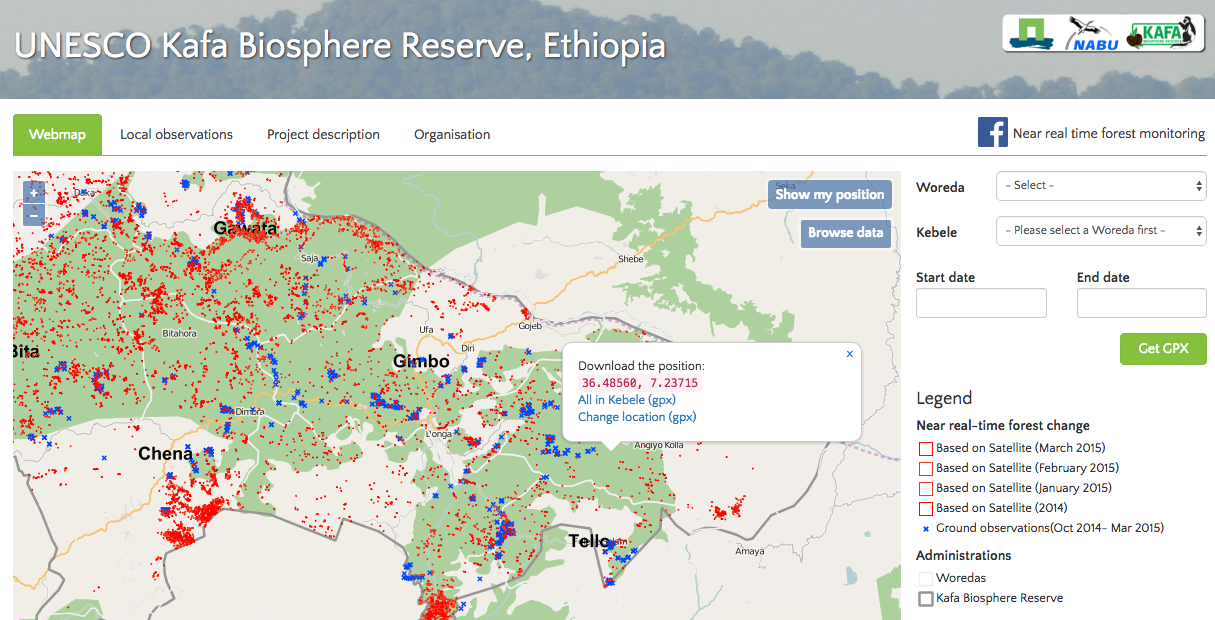 UNESCO Kafa Biosphere Reserve, Ethiopia
NABU
KAFA
Webmap
Local observations
Project description
Organisation
Near real time forest monitoring
+
−
Show my position
Browse data
Gawata
Saja
Shebe
Bitahora
Ufa
Gojeb
Diri
Bita
Gimbo
Dimbra
L'onga
Chena
Angiyo Kolla
Tello
Amaya
x
Download the position:
36.48560, 7.23715
All in Kebele (gpx)
Change location (gpx)
Woreda
- Select -
Kebele
- Please select a Woreda first -
Start date
End date
Get GPX
Legend
Near real-time forest change
Based on Satellite (March 2015)
Based on Satellite (February 2015)
Based on Satellite (January 2015)
Based on Satellite (2014)
Ground observations(Oct 2014- Mar 2015)
Administrations
Woredas
Kafa Biosphere Reserve